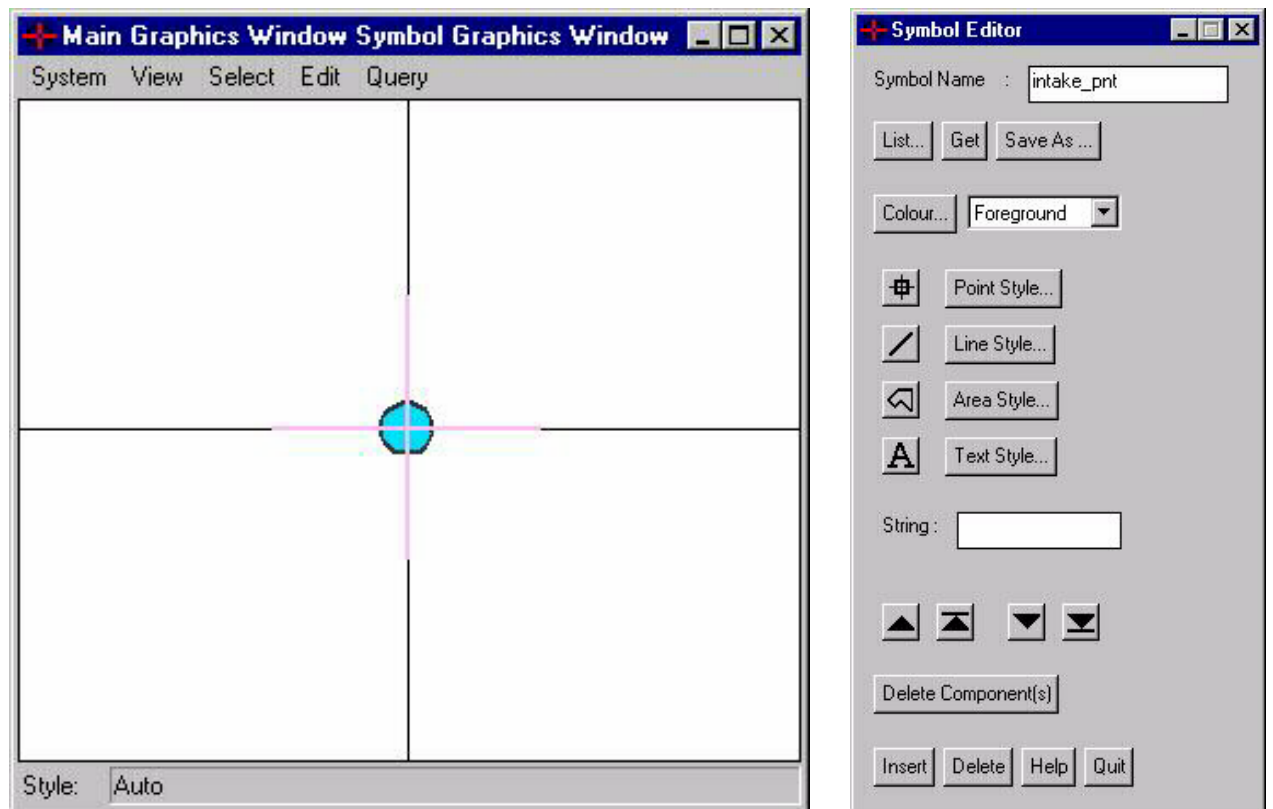 Main Graphics Window Symbol Graphics Window
System View Select Edit Query
Style: Auto
Symbol Editor
Symbol Name : intake_pnt
List... Get Save As ...
Colour... Foreground
Point Style...
Line Style...
Area Style...
A Text Style...
String :
Delete Component(s)
Insert Delete Help Quit